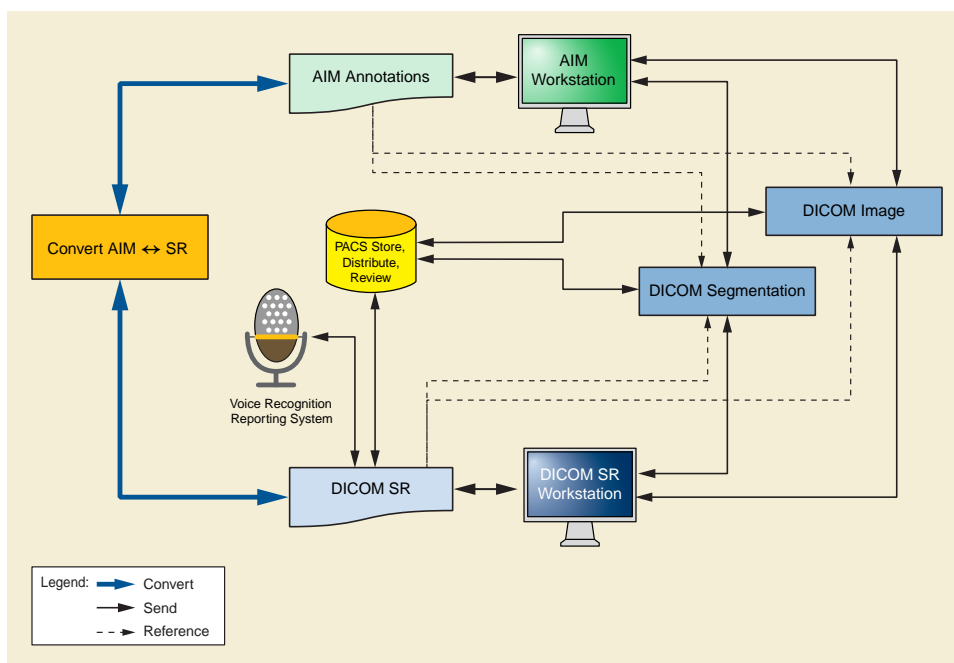 AIM Annotations
AIM
Workstation
DICOM Image
Convert AIM ↔ SR
PACS Store,
Distribute,
Review
DICOM Segmentation
Voice Recognition
Reporting System
DICOM SR
DICOM SR
Workstation
Legend:
Convert
Send
Reference